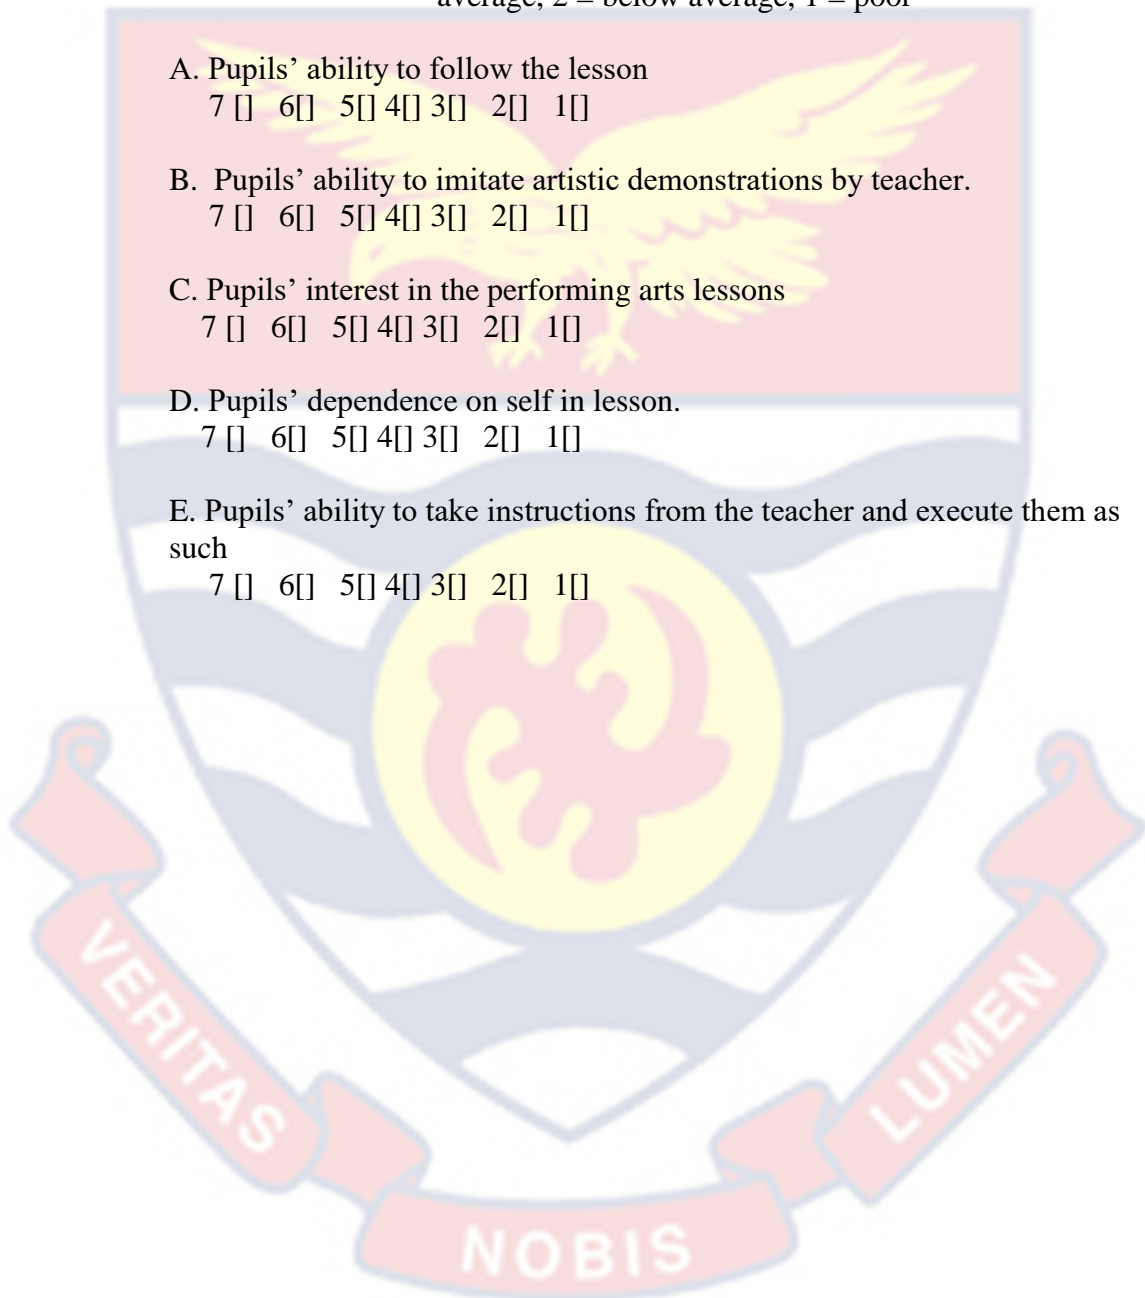 average, 2 = below average, 1 = poor
A. Pupils’ ability to follow the lesson
7 [] 6[] 5[] 4[] 3[] 2[] 1[]
B. Pupils’ ability to imitate artistic demonstrations by teacher.
7 [] 6[] 5[] 4[] 3[] 2[] 1[]
C. Pupils’ interest in the performing arts lessons
7 [] 6[] 5[] 4[] 3[] 2[] 1[]
D. Pupils’ dependence on self in lesson.
7 [] 6[] 5[] 4[] 3[] 2[] 1[]
E. Pupils’ ability to take instructions from the teacher and execute them as
such
7 [] 6[] 5[] 4[] 3[] 2[] 1[]
VERITAS
NOBIS
LUMEN